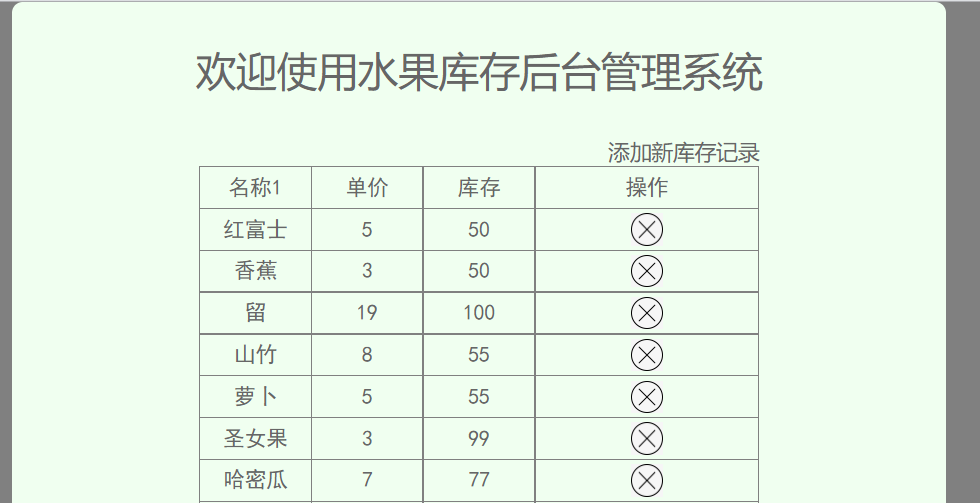 欢迎使用水果库存后台管理系统
添加新库存记录
名称1 单价 库存 操作
红富士 5 50
香蕉 3 50
留 19 100
山竹 8 55
萝卜 5 55
圣女果 3 99
哈密瓜 7 77